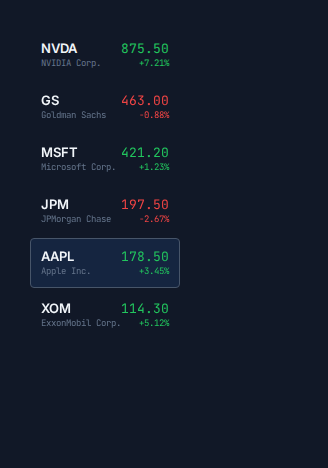 NVDA 875.50
NVIDIA Corp. +7.21%
GS 463.00
Goldman Sachs -0.88%
MSFT 421.20
Microsoft Corp. +1.23%
JPM 197.50
JPMorgan Chase -2.67%
AAPL 178.50
Apple Inc. +3.45%
XOM 114.30
ExxonMobil Corp. +5.12%